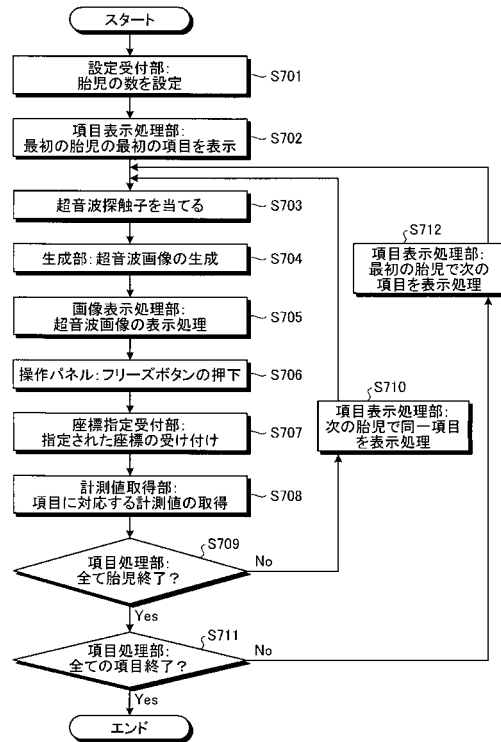 スタート
設定受付部:
胎児の数を設定
S701
項目表示処理部:
最初の胎児の最初の項目を表示
S702
超音波探触子を当てる
S703
生成部:超音波画像の生成
S704
画像表示処理部:
超音波画像の表示処理
S705
操作パネル:フリーズボタンの押下
S706
座標指定受付部:
指定された座標の受け付け
S707
計測値取得部:
項目に対応する計測値の取得
S708
S709
項目処理部:
全て胎児終了?
No
Yes
S710
項目表示処理部:
次の胎児で同一項目
を表示処理
S711
項目処理部:
全ての項目終了?
No
Yes
S712
項目表示処理部:
最初の胎児で次の
項目を表示処理
エンド